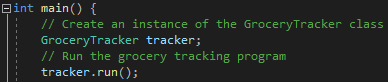 int main() {
    // Create an instance of the GroceryTracker class
    GroceryTracker tracker;
    // Run the grocery tracking program
    tracker.run();